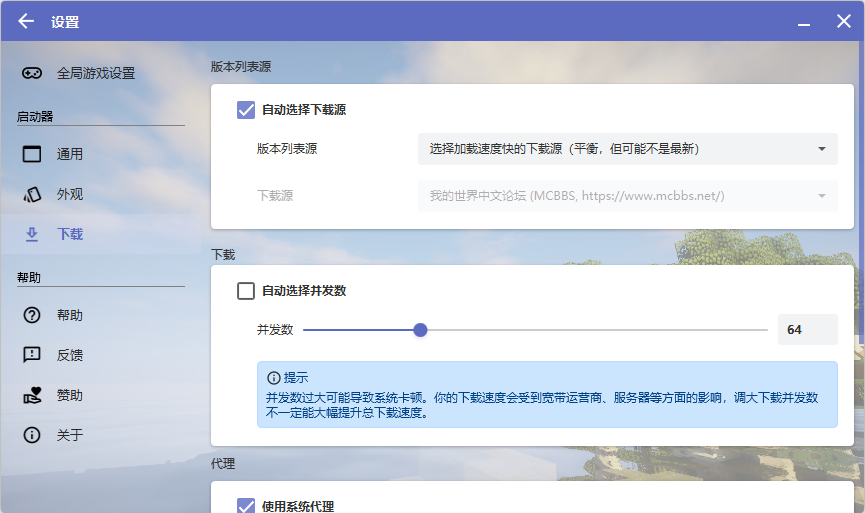 设置
全局游戏设置
启动器
通用
外观
下载
帮助
帮助
反馈
赞助
关于
版本列表源
自动选择下载源
版本列表源
选择加载速度快的下载源（平衡，但可能不是最新）
下载源
我的世界中文论坛 (MCBBS, https://www.mcbbs.net/)
下载
自动选择并发数
并发数
64
提示
并发数过大可能导致系统卡顿。你的下载速度会受到宽带运营商、服务器等方面的影响，调大下载并发数
不一定能大幅提升总下载速度。
代理
使用系统代理